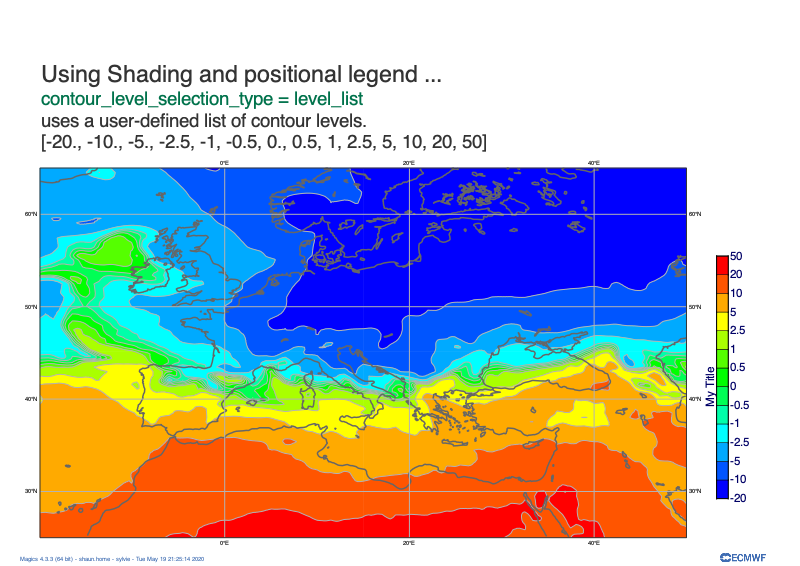 Using Shading and positional legend ...
contour_level_selection_type = level_list
uses a user-defined list of contour levels.
[-20., -10., -5., -2.5, -1, -0.5, 0., 0.5, 1, 2.5, 5, 10, 20, 50]
0°E 20°E 40°E
60°N 60°N
50°N 50°N
40°N 40°N
30°N 30°N
0°E 20°E 40°E
My Title
50
20
10
5
2.5
1
0.5
0
-0.5
-1
-2.5
-5
-10
-20
Magics 4.3.3 (64 bit) - shaun.home - sylvie - Tue May 19 21:25:14 2020
ECMWF